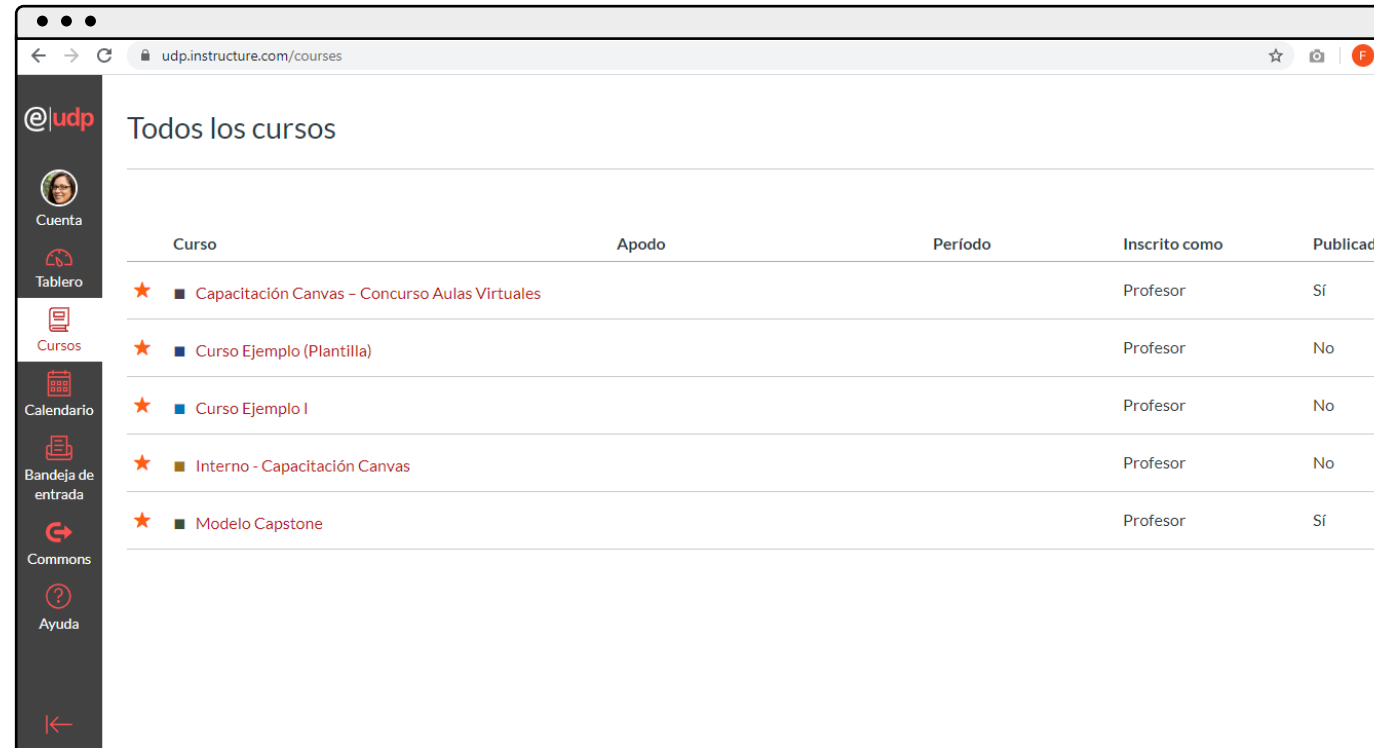 udp.instructure.com/courses
F
e|udp
Todos los cursos
Cuenta
Tablero
Cursos
Calendario
Bandeja de
entrada
Commons
Ayuda
Curso Apodo Período Inscrito como Publicad
Capacitación Canvas – Concurso Aulas Virtuales Profesor Sí
Curso Ejemplo (Plantilla) Profesor No
Curso Ejemplo I Profesor No
Interno - Capacitación Canvas Profesor No
Modelo Capstone Profesor Sí